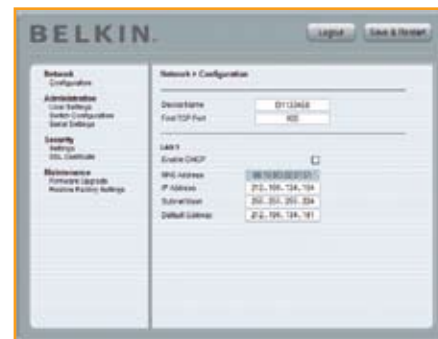 BELKIN.
Logout
Save & Restart
Network
Configuration
Administration
User Settings
Switch Configuration
Serial Settings
Security
Settings
SSL Certificate
Maintenance
Firmware Upgrade
Restore Factory Settings
Network > Configuration
Device Name
First TCP Port
LAN 1
Enable DHCP
MAC Address
IP Address
Subnet Mask
Default Gateway